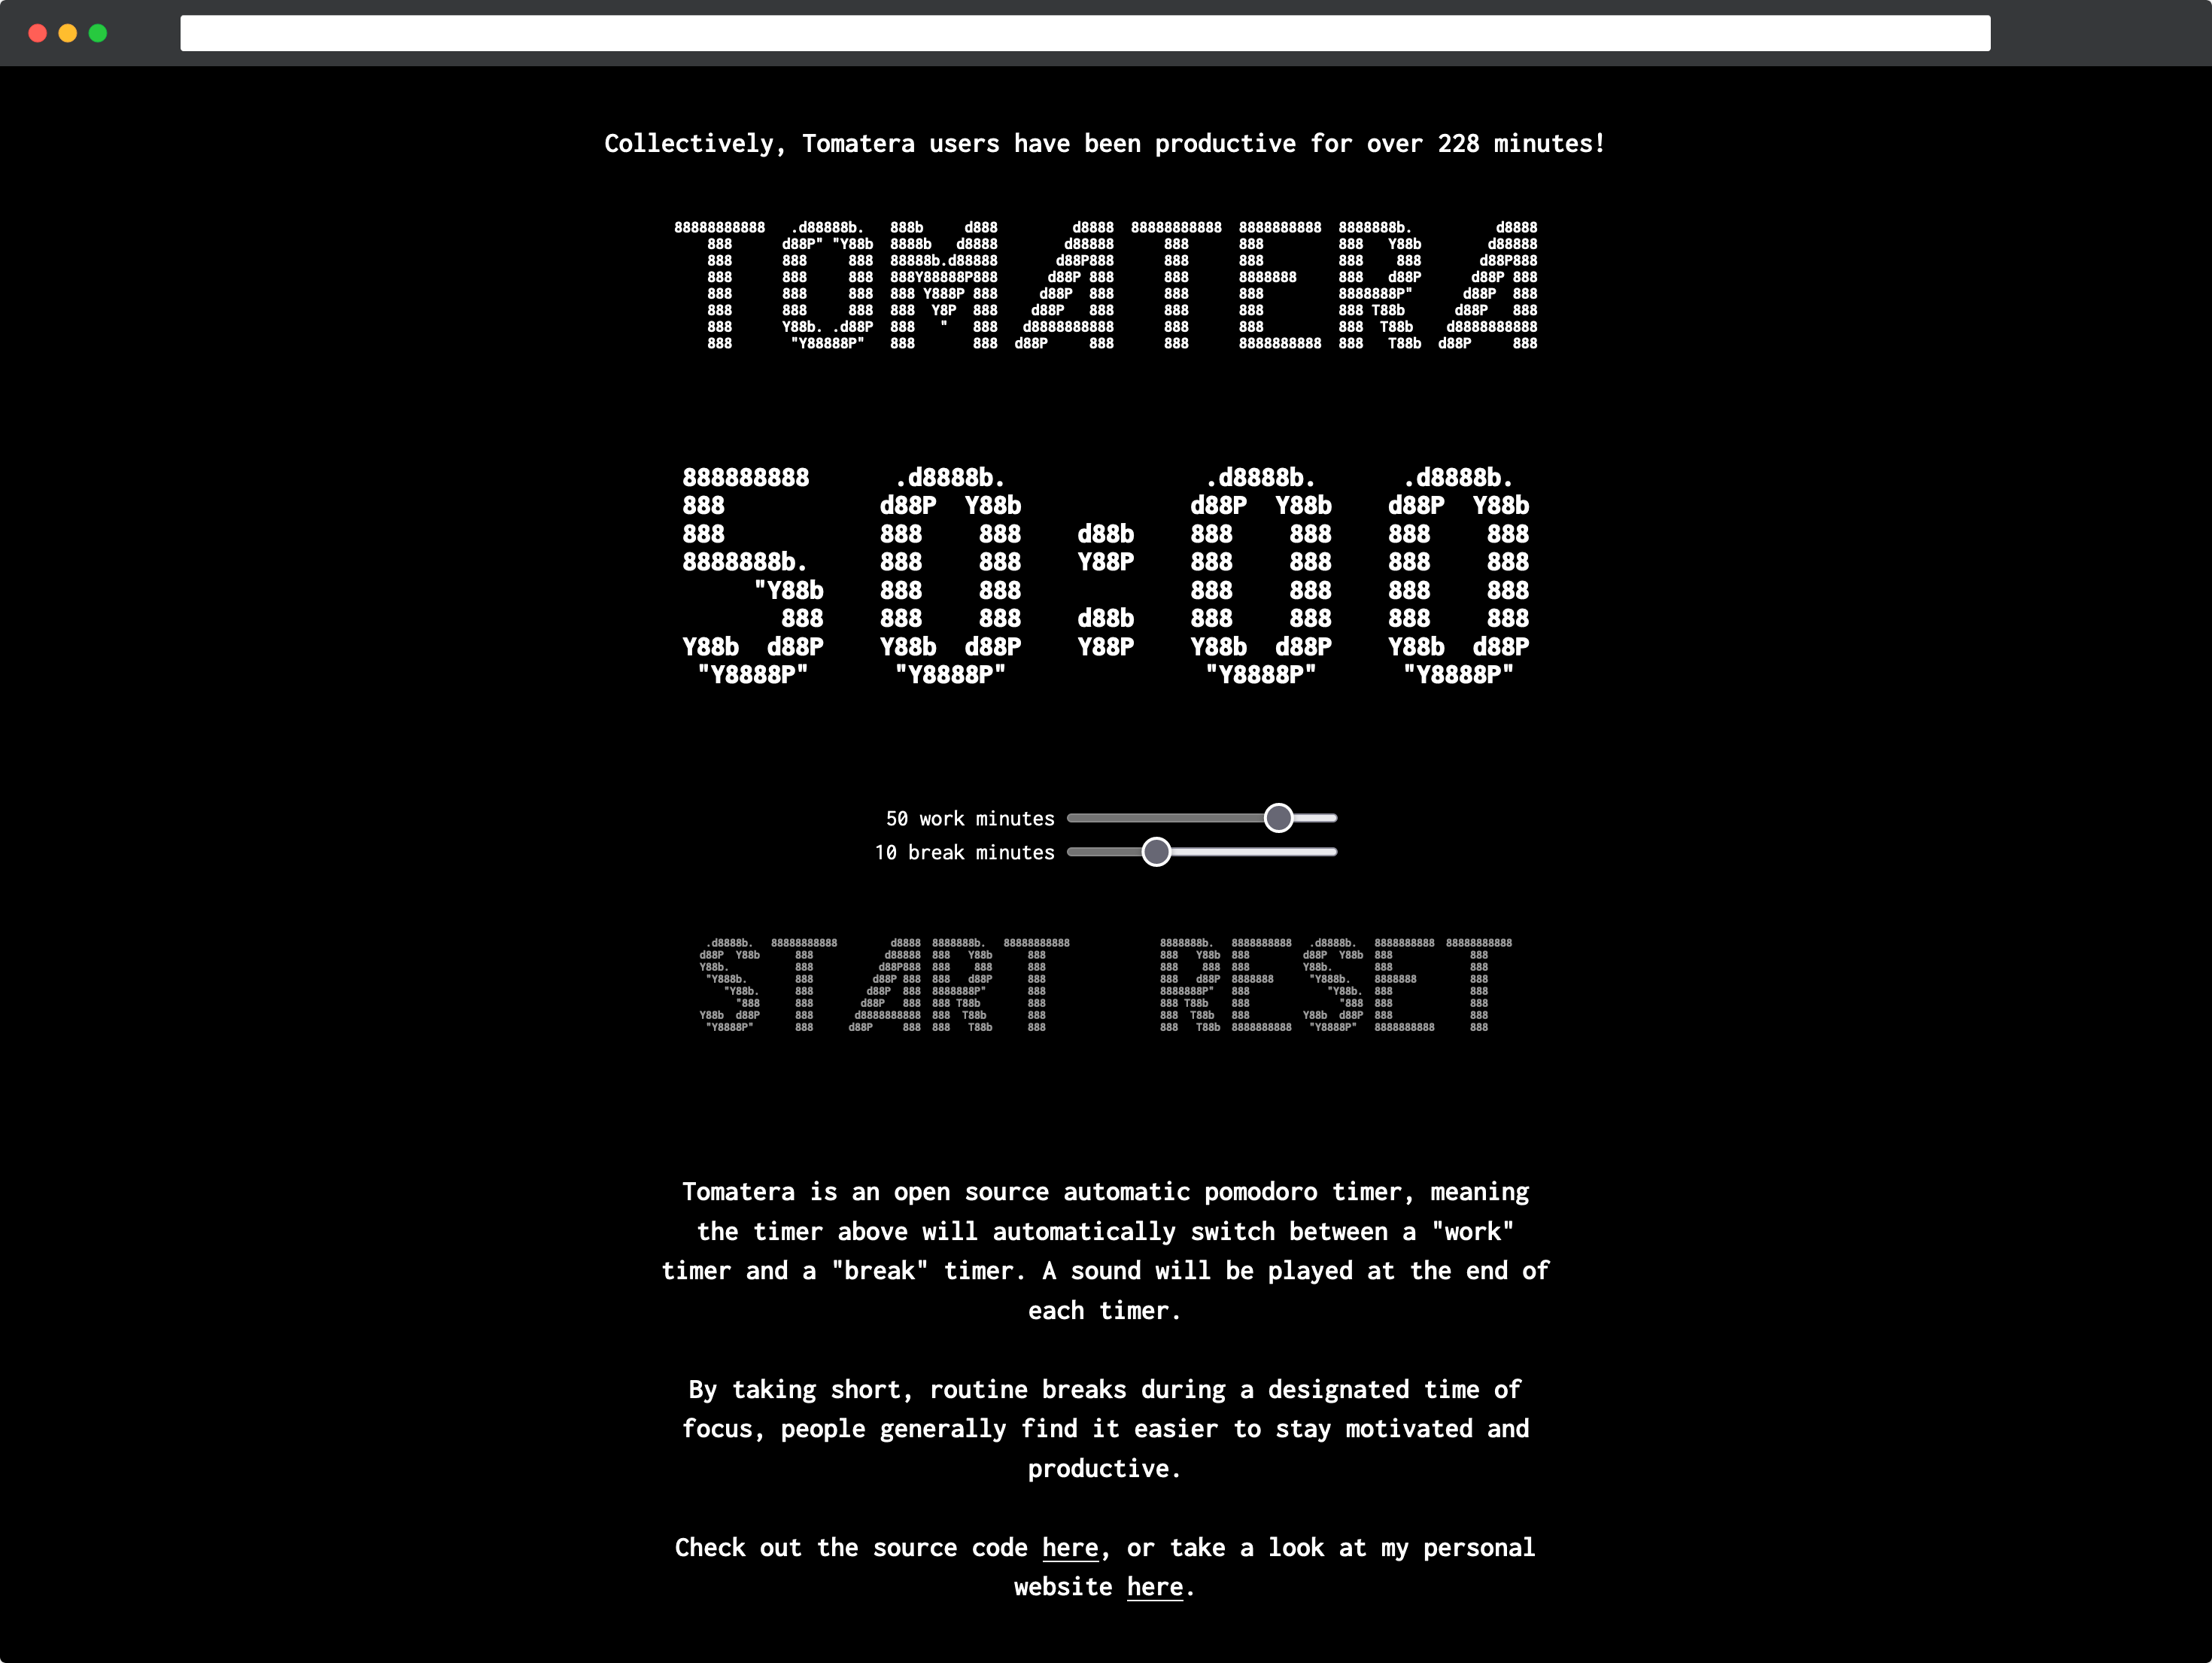 Collectively, Tomatera users have been productive for over 228 minutes!
TOMATERA
50:00
50 work minutes
10 break minutes
START RESET
Tomatera is an open source automatic pomodoro timer, meaning
the timer above will automatically switch between a "work"
timer and a "break" timer. A sound will be played at the end of
each timer.
By taking short, routine breaks during a designated time of
focus, people generally find it easier to stay motivated and
productive.
Check out the source code here, or take a look at my personal
website here.